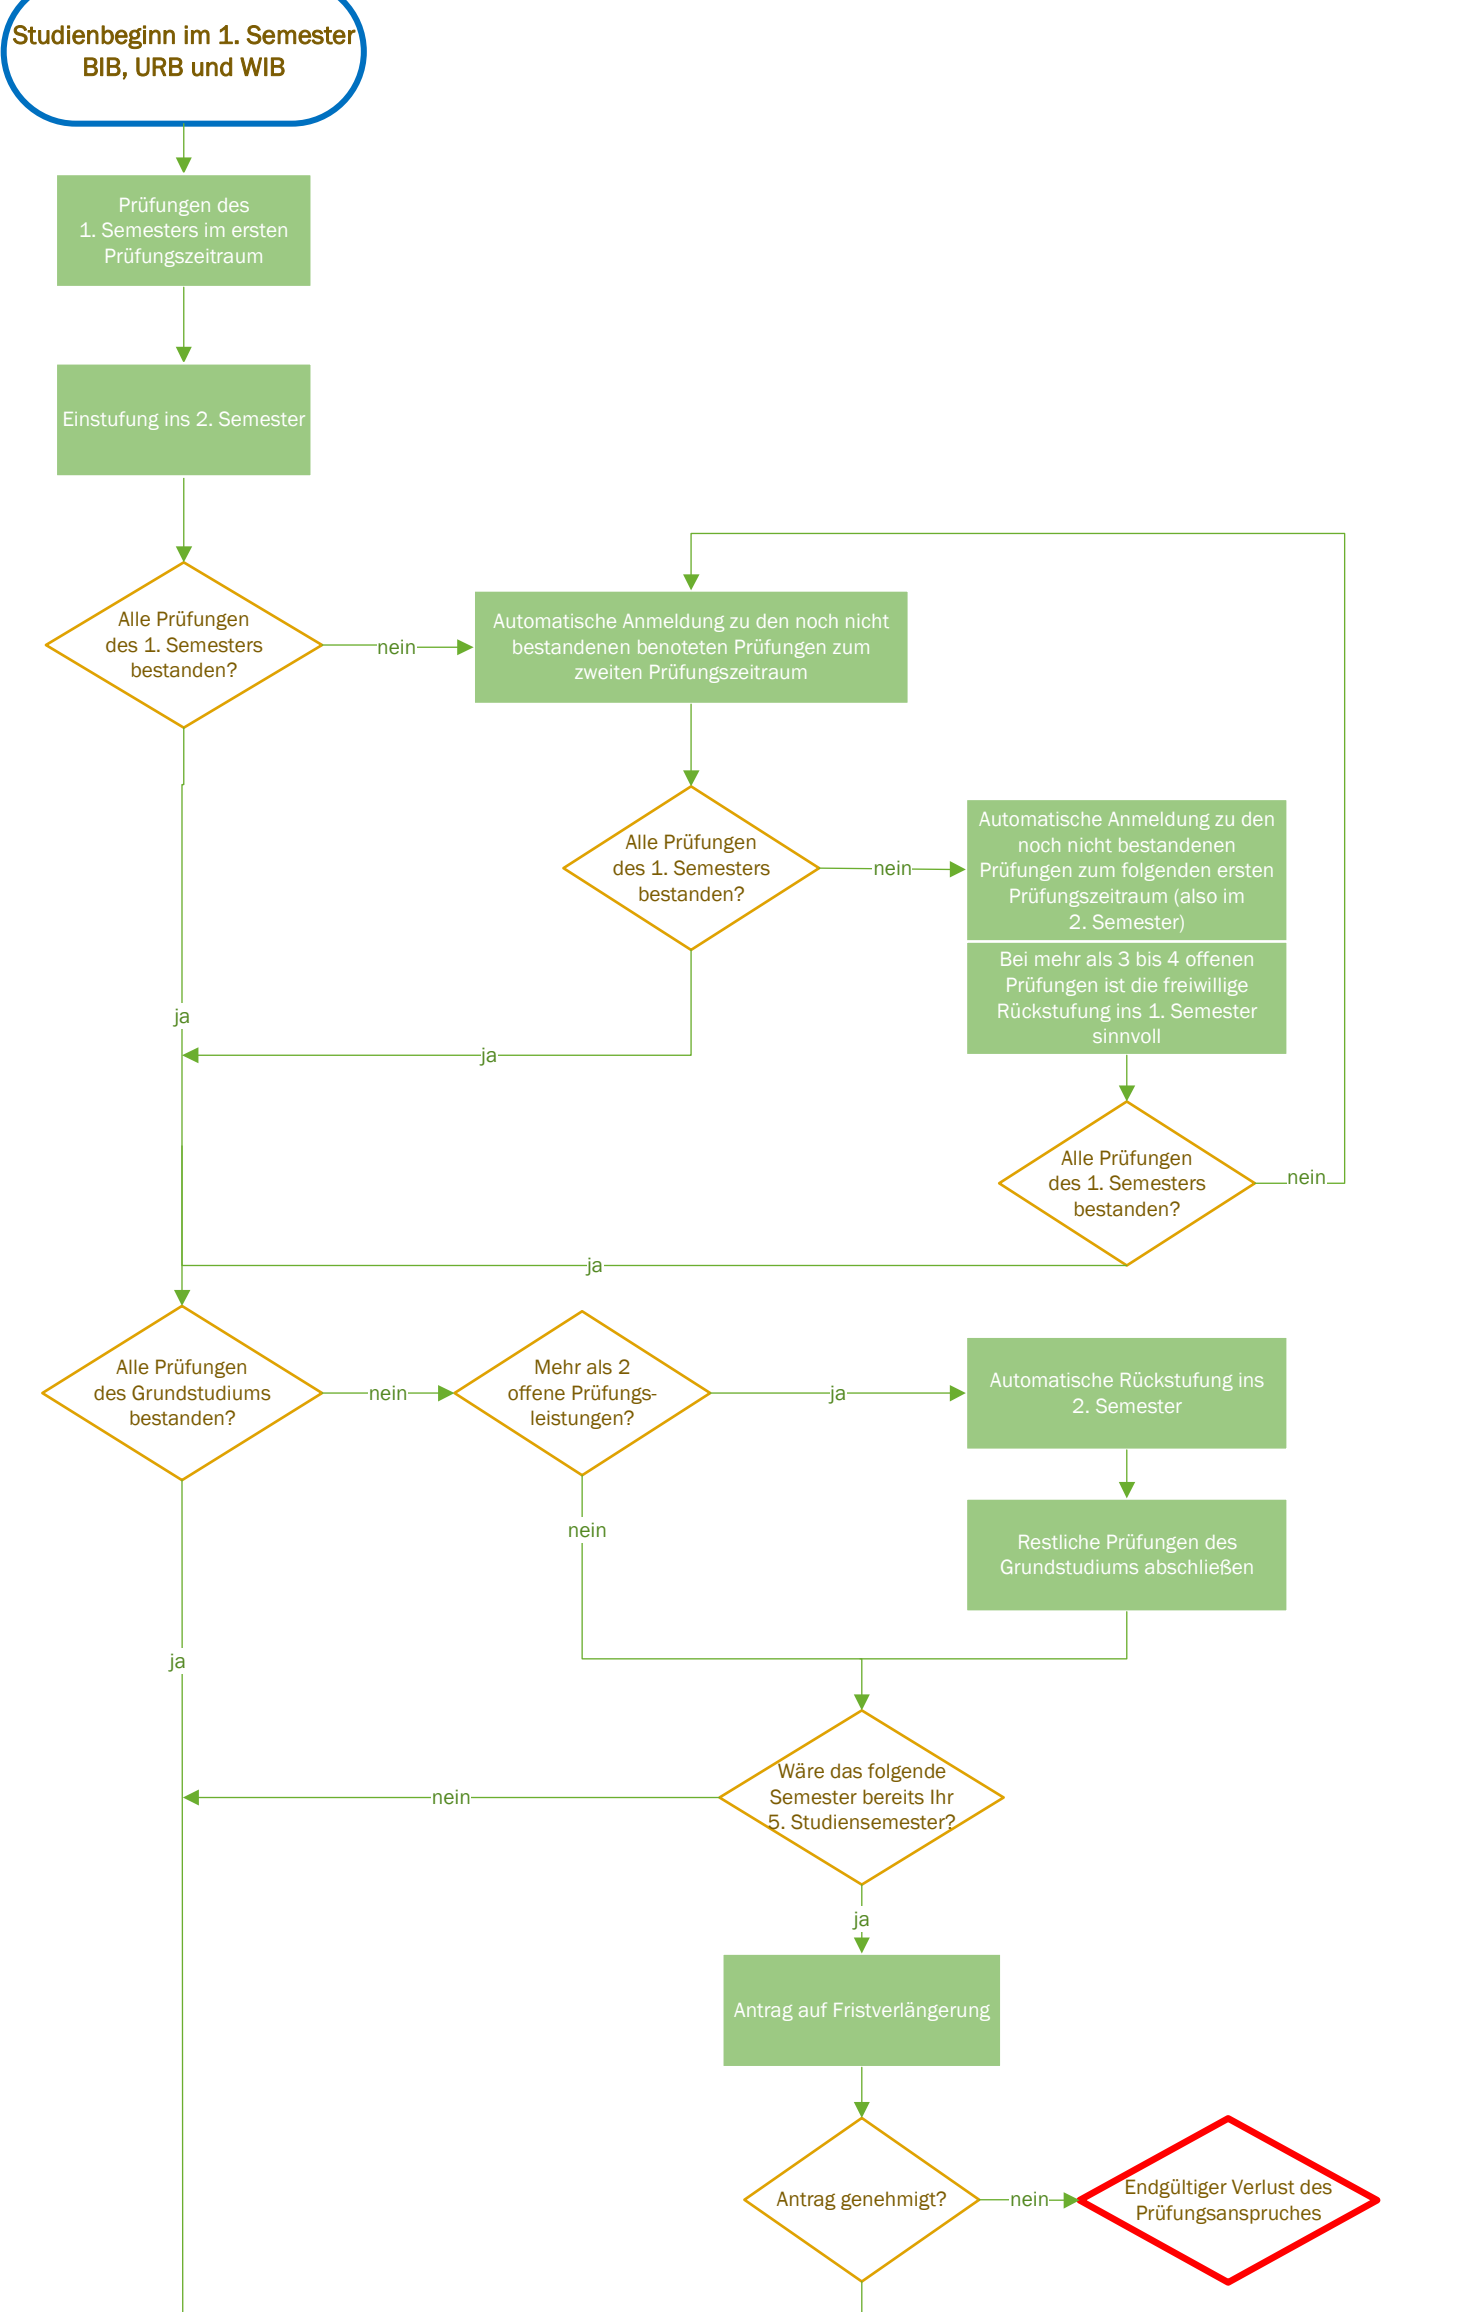 Studienbeginn im 1. Semester
BIB, URB und WIB
Prüfungen des
1. Semesters im ersten
Prüfungszeitraum
Einstufung ins 2. Semester
Alle Prüfungen
des 1. Semesters
bestanden?
nein
Automatische Anmeldung zu den noch nicht
bestandenen benoteten Prüfungen zum
zweiten Prüfungszeitraum
Alle Prüfungen
des 1. Semesters
bestanden?
nein
Automatische Anmeldung zu den
noch nicht bestandenen
Prüfungen zum folgenden ersten
Prüfungszeitraum (also im
2. Semester)
Bei mehr als 3 bis 4 offenen
Prüfungen ist die freiwillige
Rückstufung ins 1. Semester
sinnvoll
ja
ja
Alle Prüfungen
des 1. Semesters
bestanden?
nein
ja
Alle Prüfungen
des Grundstudiums
bestanden?
nein
Mehr als 2
offene Prüfungs-
leistungen?
ja
Automatische Rückstufung ins
2. Semester
nein
Restliche Prüfungen des
Grundstudiums abschließen
ja
Wäre das folgende
Semester bereits Ihr
5. Studiensemester?
nein
ja
Antrag auf Fristverlängerung
Antrag genehmigt?
nein
Endgültiger Verlust des
Prüfungsanspruches